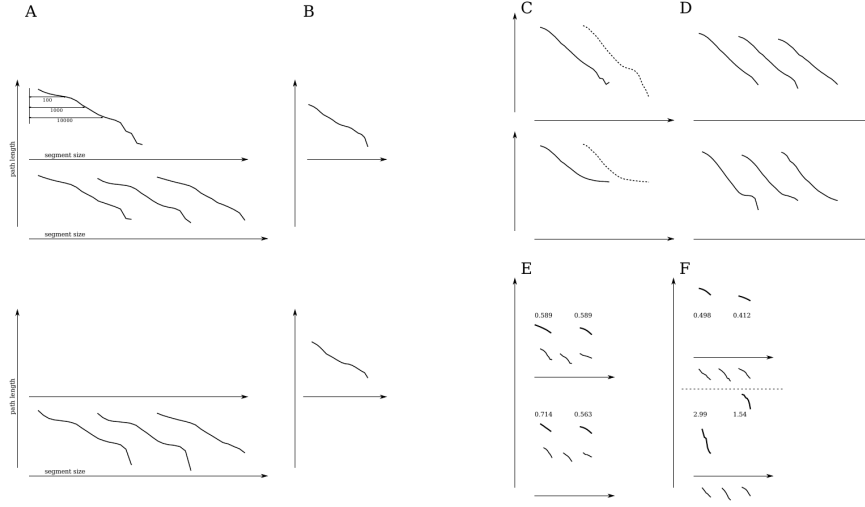 A
B
C
D
100
1000
10000
path length
segment size
segment size
E
F
0.589 0.589
0.498 0.412
path length
0.714 0.563
2.99 1.54
segment size